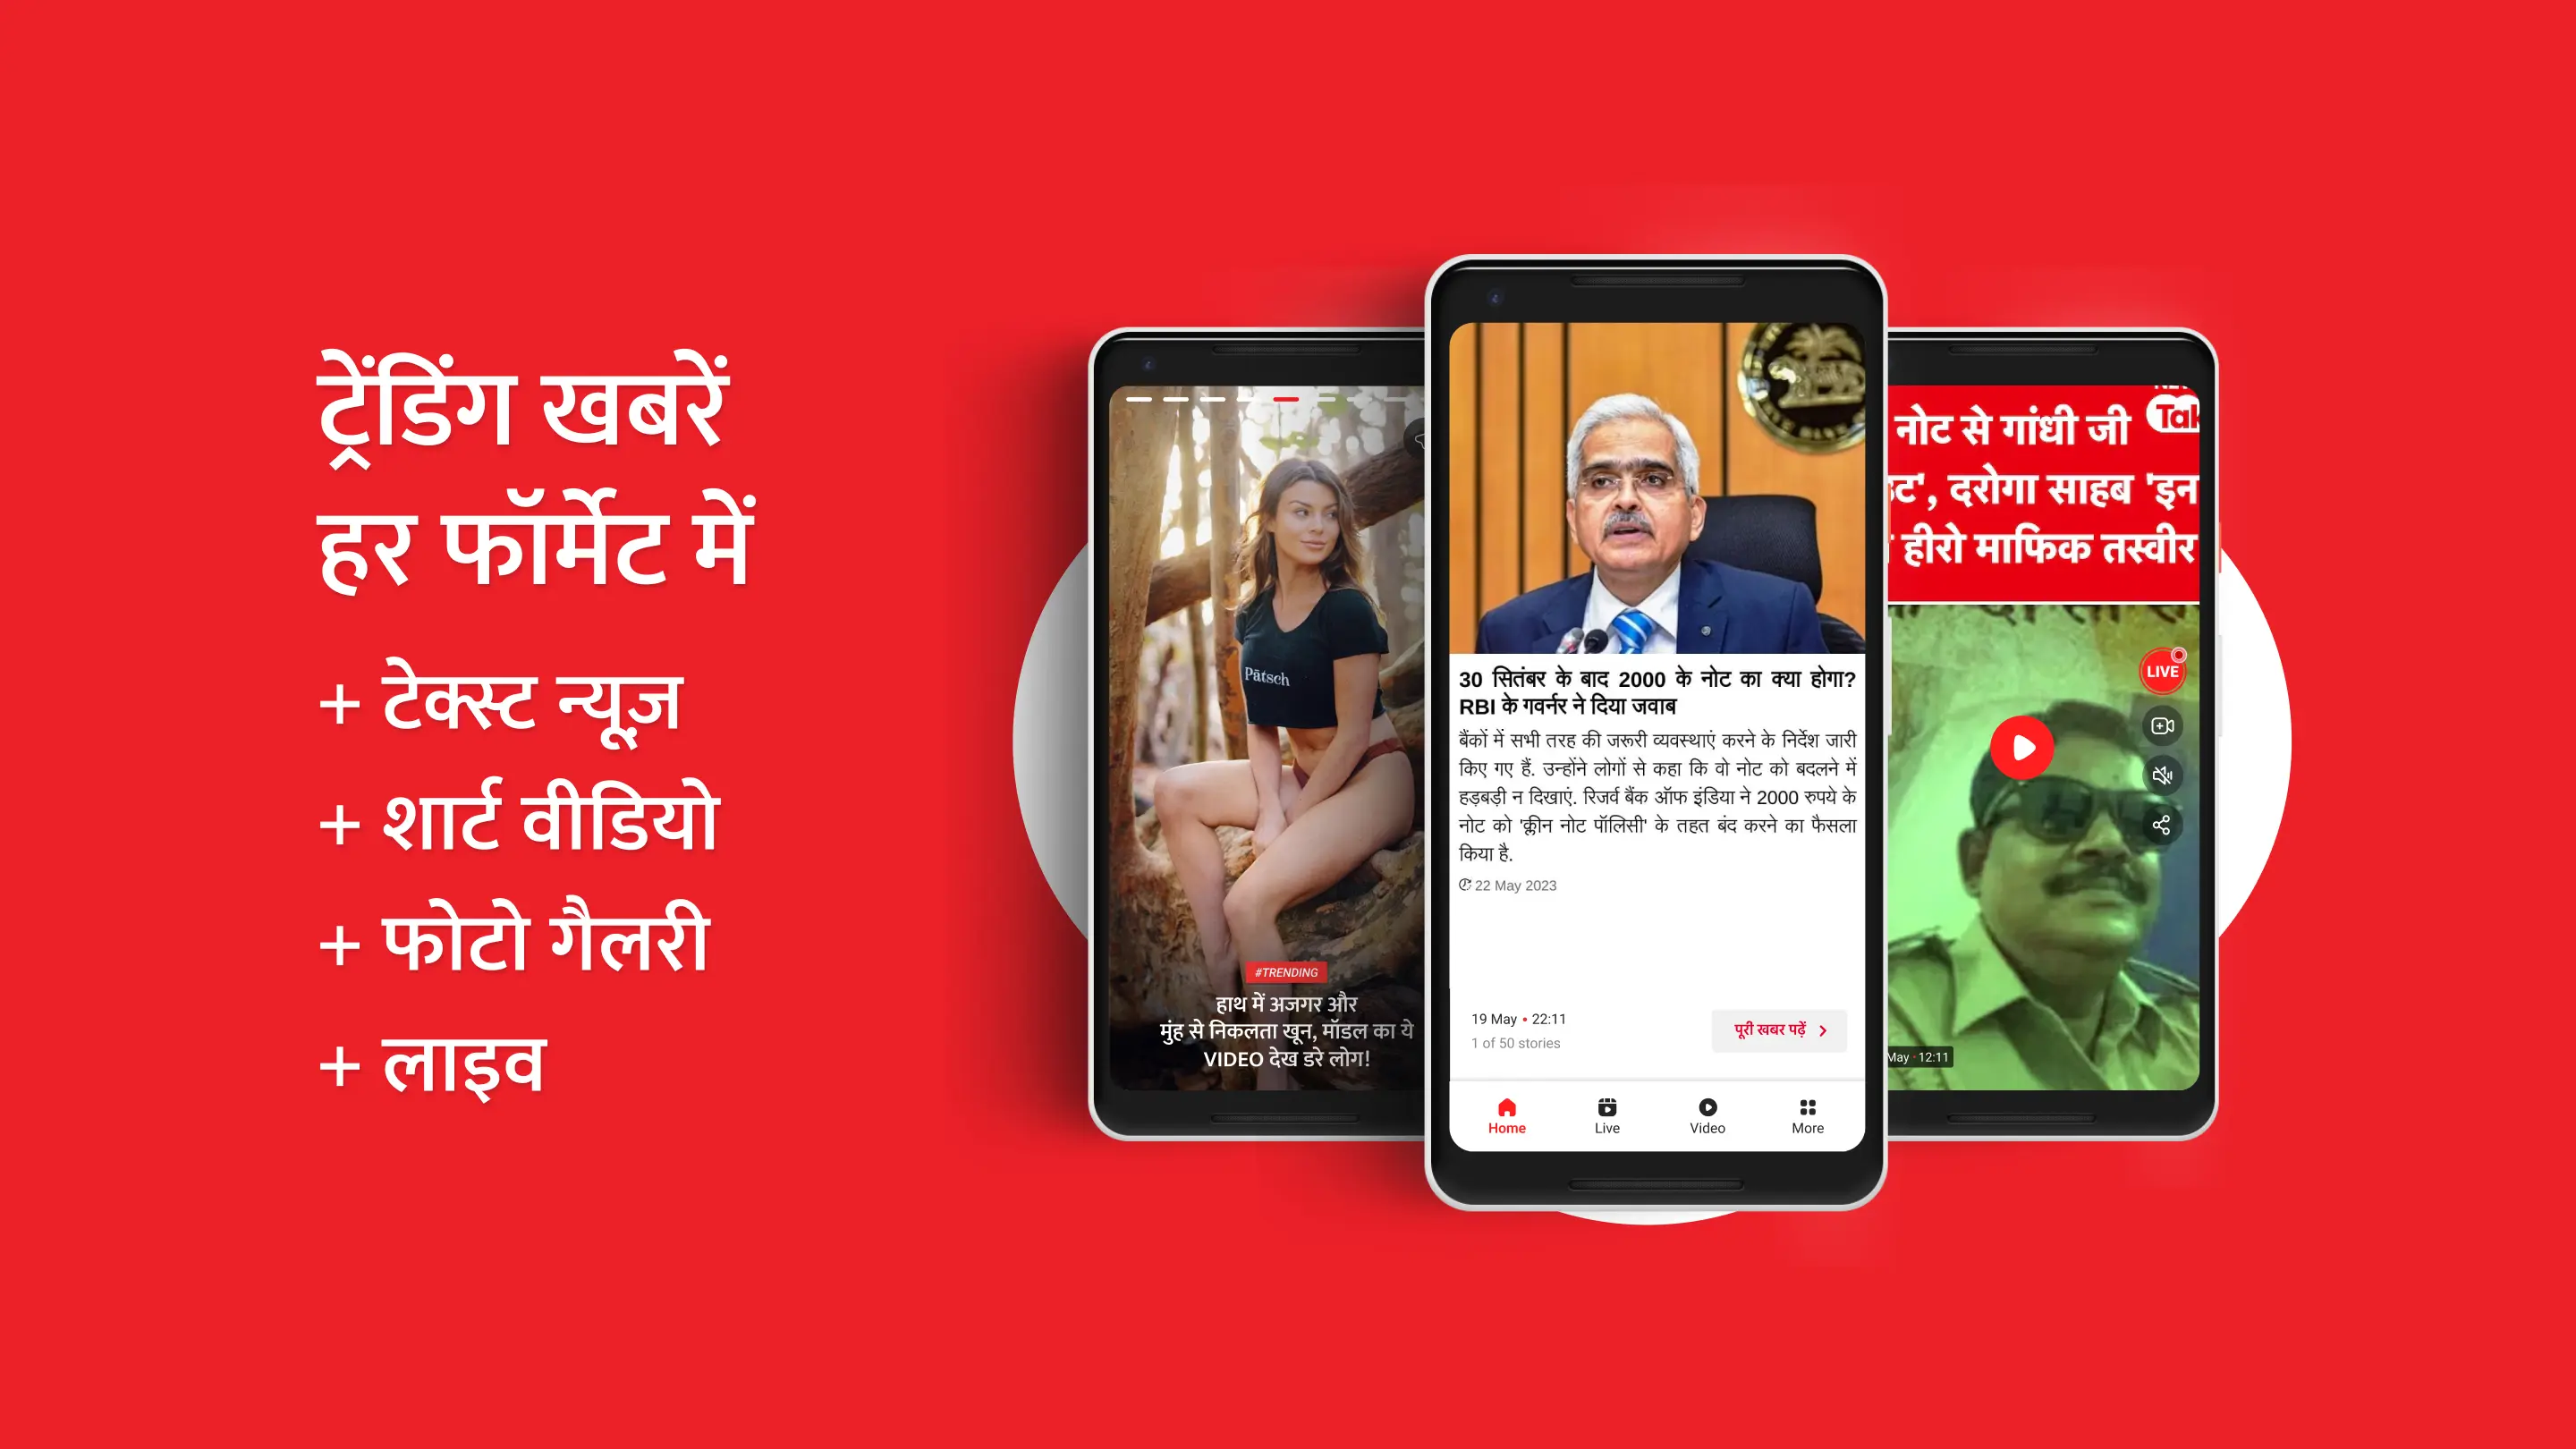 ट्रेंडिंग खबरें
हर फॉर्मेट में
+ टेक्स्ट न्यूज़
+ शार्ट वीडियो
+ फोटो गैलरी
+ लाइव
Pätsch
#TRENDING
हाथ में अजगर और
मुंह से निकलता खून, मॉडल का ये
VIDEO देख डरे लोग!
30 सितंबर के बाद 2000 के नोट का क्या होगा?
RBI के गवर्नर ने दिया जवाब
बैंकों में सभी तरह की जरूरी व्यवस्थाएं करने के निर्देश जारी
किए गए हैं. उन्होंने लोगों से कहा कि वो नोट को बदलने में
हड़बड़ी न दिखाएं. रिजर्व बैंक ऑफ इंडिया ने 2000 रुपये के
नोट को 'क्लीन नोट पॉलिसी' के तहत बंद करने का फैसला
किया है.
22 May 2023
19 May • 22:11
1 of 50 stories
पूरी खबर पढ़ें
Home
Live
Video
More
Tak
नोट से गांधी जी
', दरोगा साहब 'इन
हीरो माफिक तस्वीर
LIVE
May • 12:11